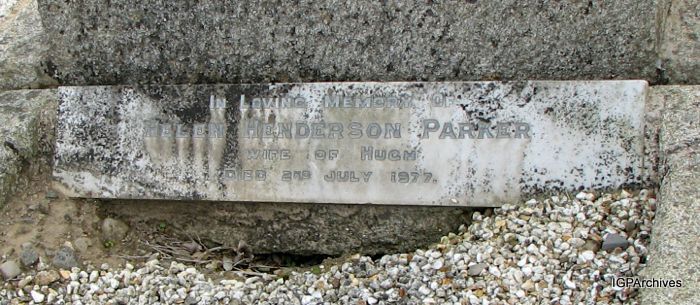 In Loving Memory Of
Helen Henderson Parker
Wife Of Hugh
Died 2nd July 1977.
IGPArchives